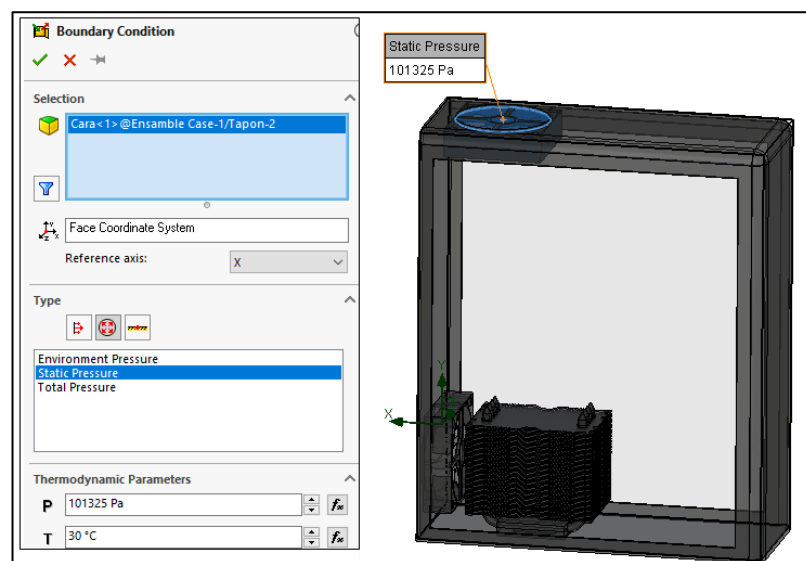 Boundary Condition
Selection
Cara<1>@Ensamble Case-1/Tapon-2
Face Coordinate System
Reference axis:
X
Type
Environment Pressure
Static Pressure
Total Pressure
Thermodynamic Parameters
P
101325 Pa
T
30 °C
Static Pressure
101325 Pa
Y
X